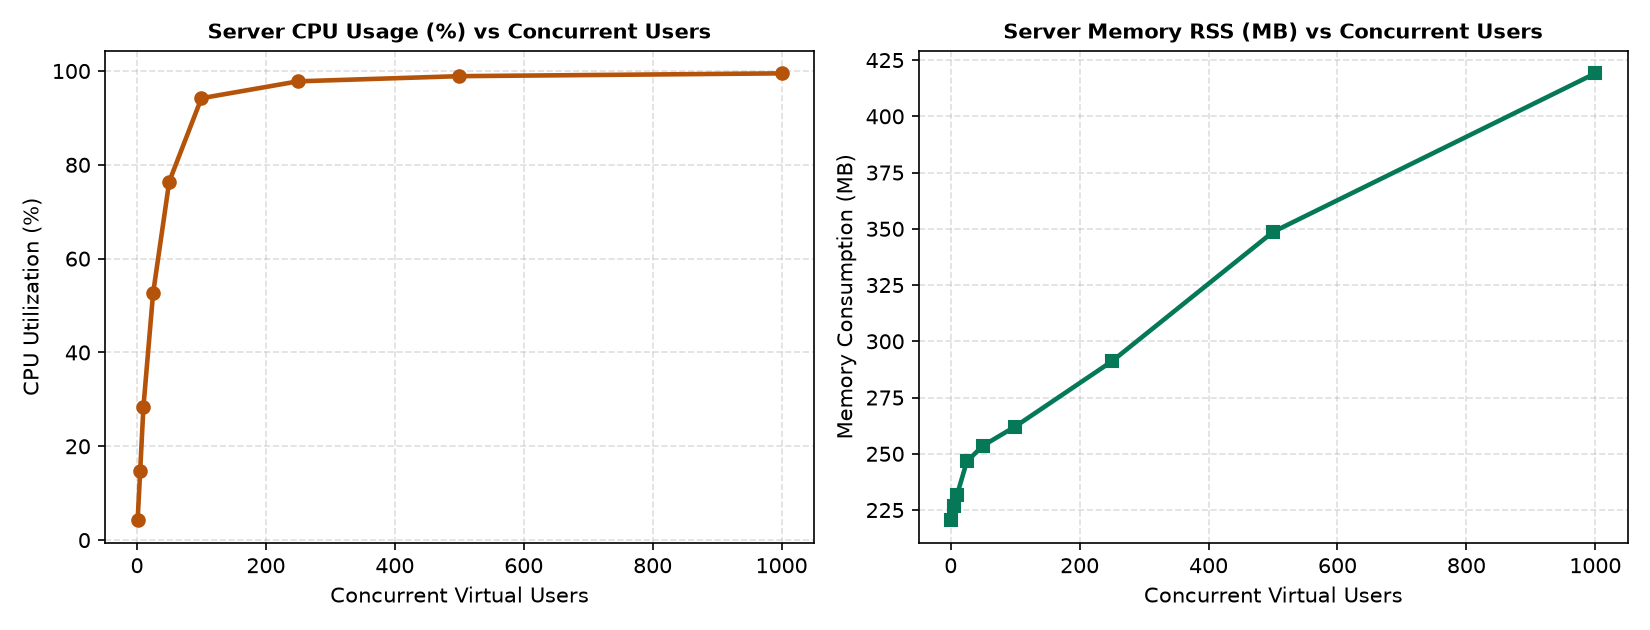 Server CPU Usage (%) vs Concurrent Users
CPU Utilization (%)
100
80
60
40
20
0
0 200 400 600 800 1000
Concurrent Virtual Users
Server Memory RSS (MB) vs Concurrent Users
Memory Consumption (MB)
425
400
375
350
325
300
275
250
225
0 200 400 600 800 1000
Concurrent Virtual Users